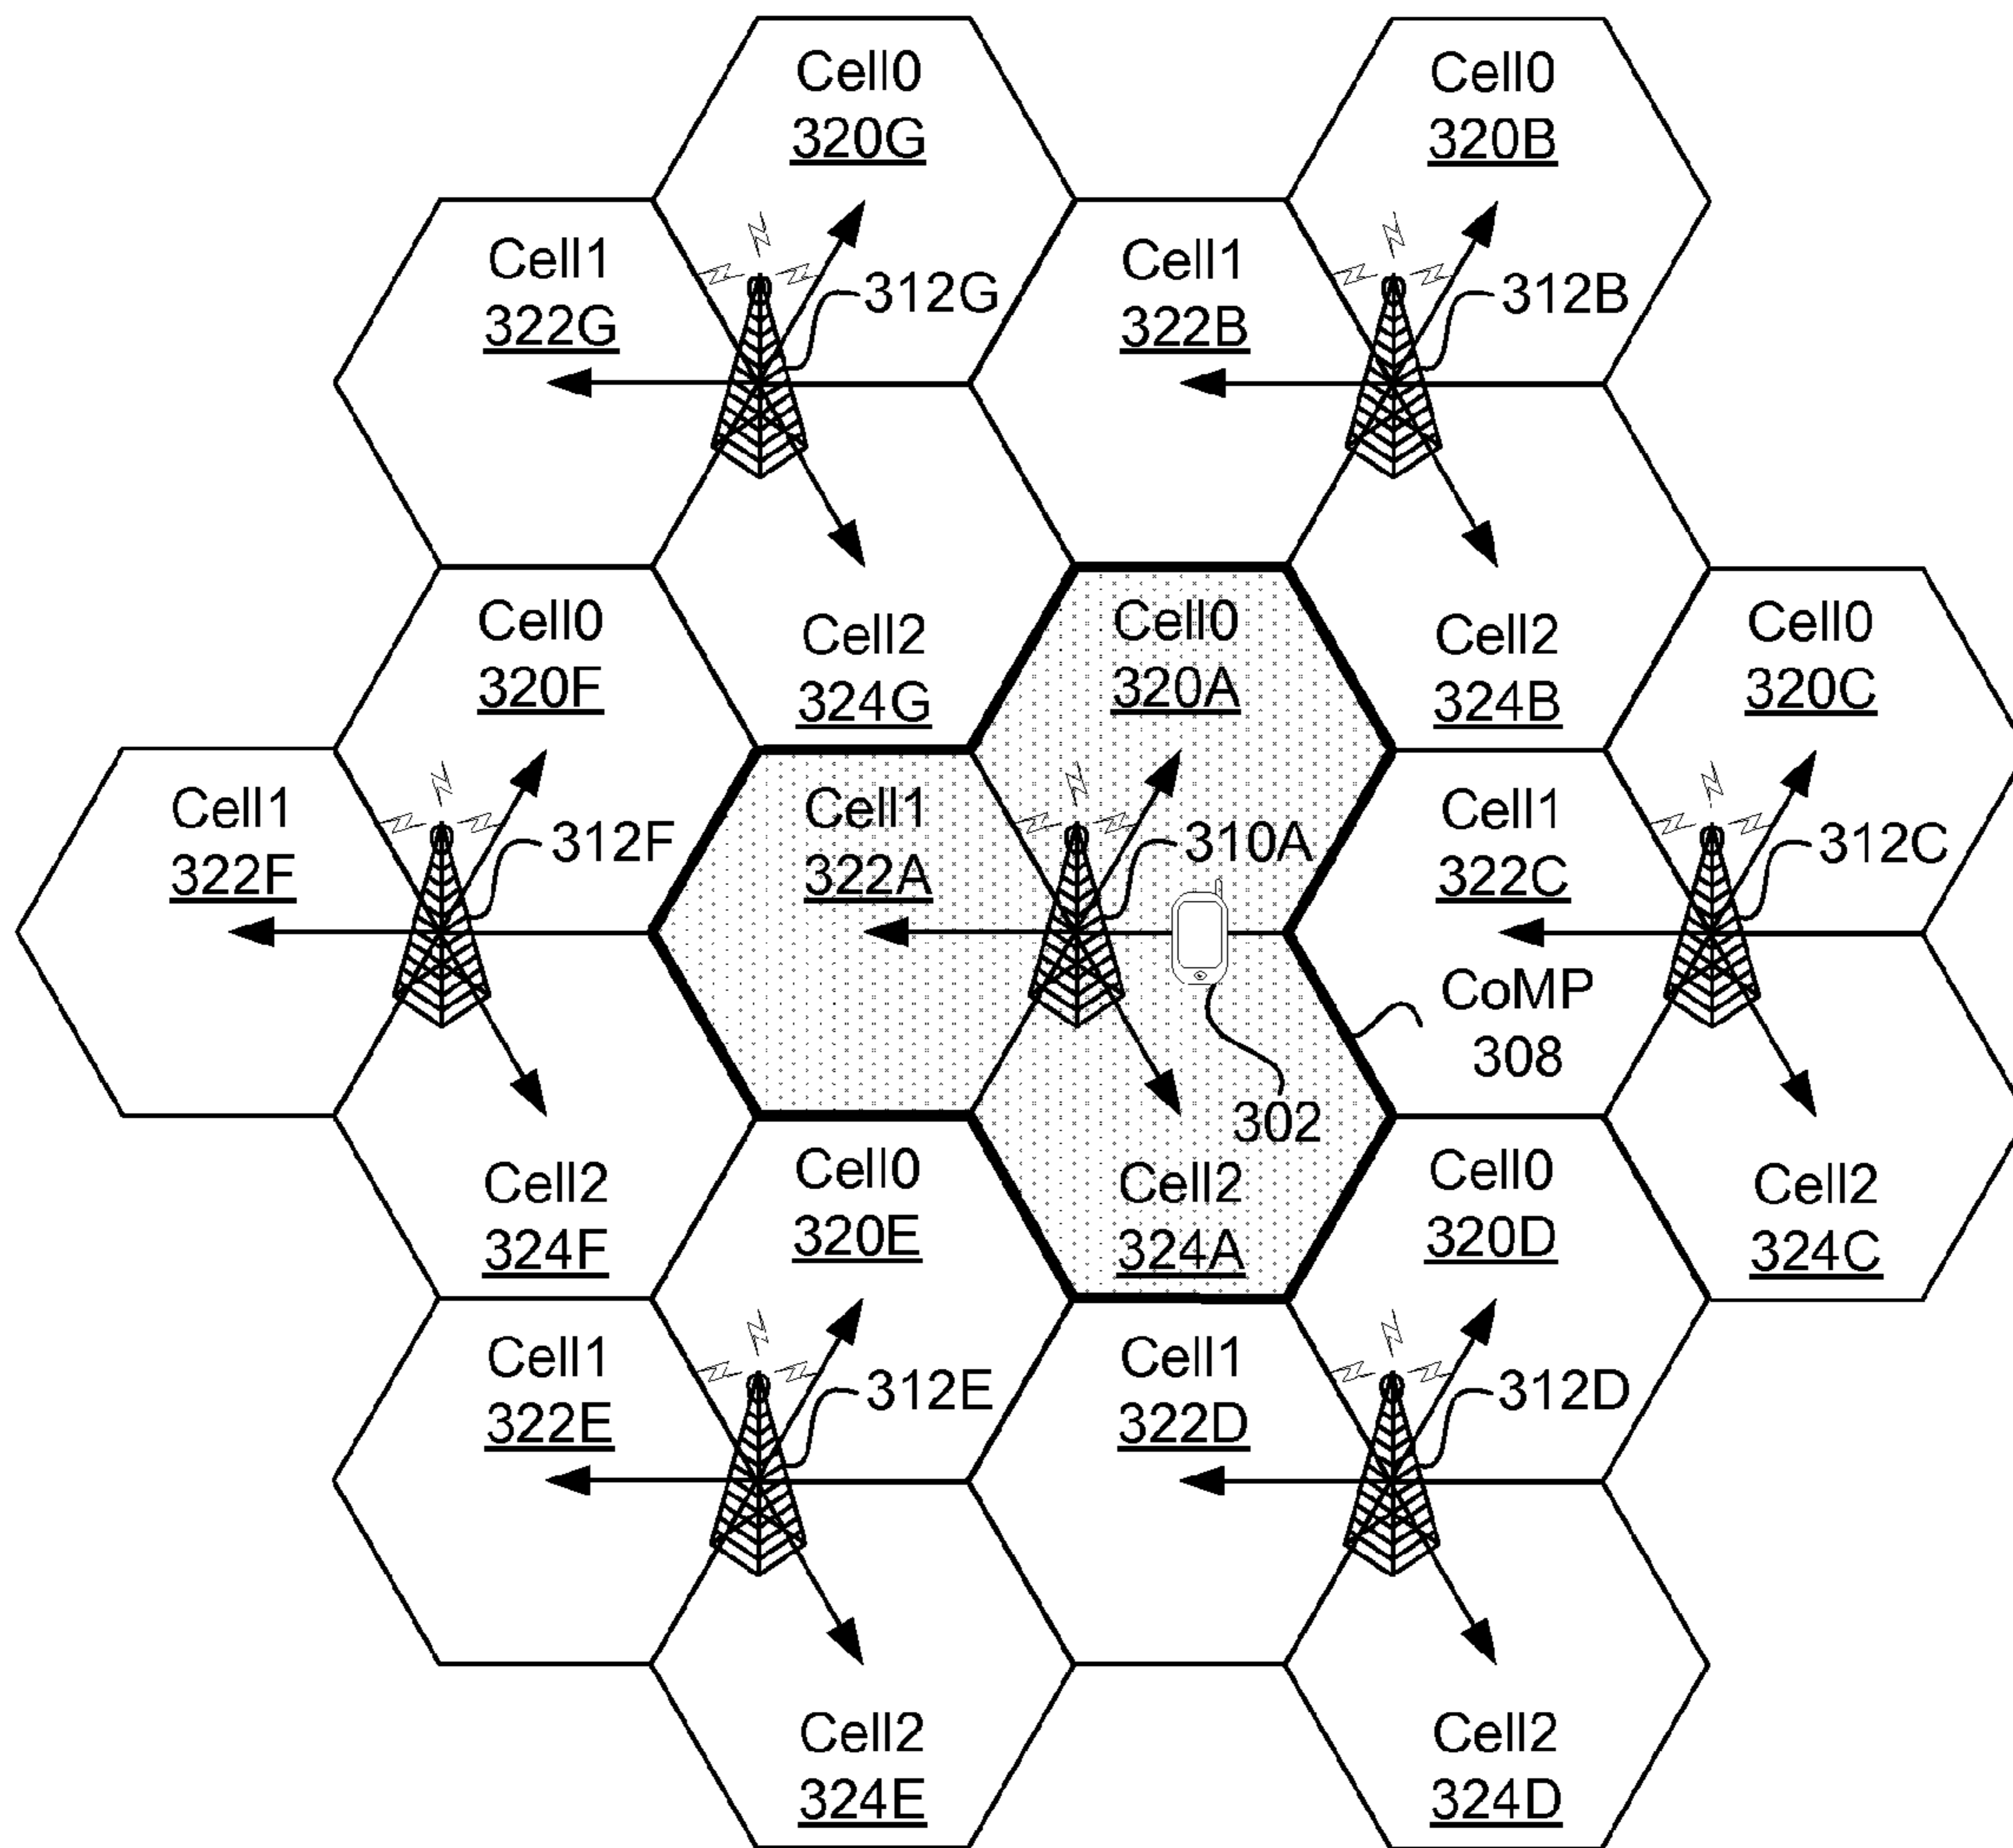 Cell0
320G
Cell0
320B
Cell1
322G
312G
Cell1
322B
312B
Cell0
320F
Cell2
324G
Cell0
320A
Cell2
324B
Cell0
320C
Cell1
322F
312F
Cell1
322A
310A
Cell1
322C
312C
CoMP
308
302
Cell2
324F
Cell0
320E
Cell2
324A
Cell0
320D
Cell2
324C
Cell1
322E
312E
Cell1
322D
312D
Cell2
324E
Cell2
324D